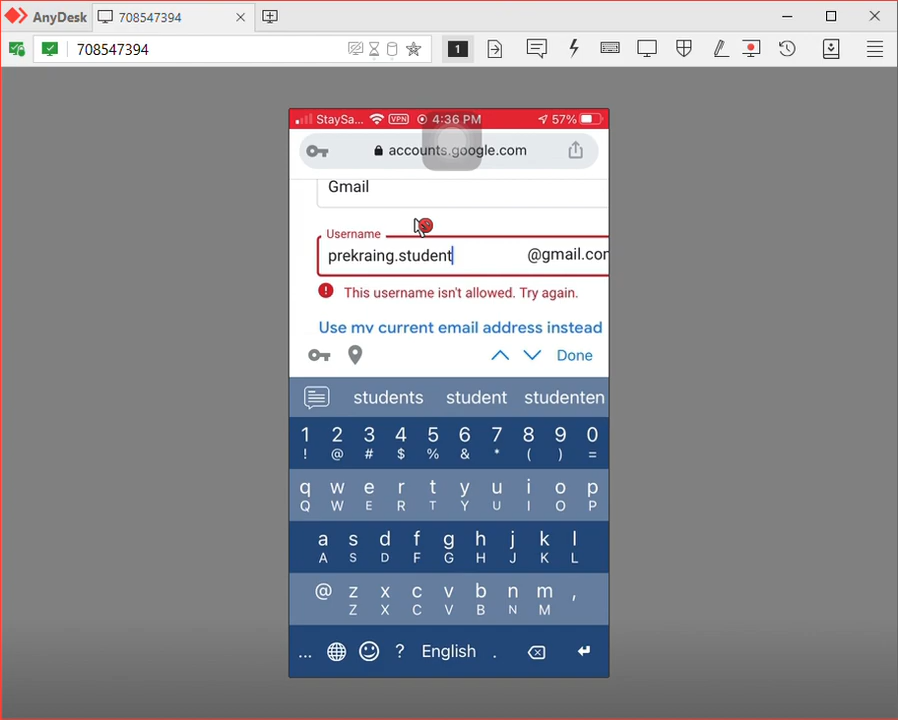 AnyDesk 708547394
708547394 1
StaySa... VPN 4:36 PM 57%
accounts.google.com
Gmail
Username
prekraing.student @gmail.com
This username isn't allowed. Try again.
Use my current email address instead
Done
students student studenten
1 2 3 4 5 6 7 8 9 0
! @ # $ % & * ( ) =
q w e r t y u i o p
Q W E R T Y U I O P
a s d f g h j k l
A S D F G H J K L
@ z x c v b n m ,
Z X C V B N M
... ? English .